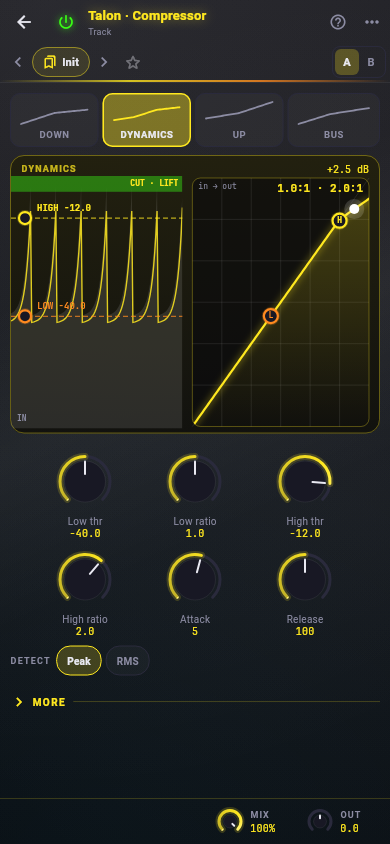 Talon · Compressor
Track
Init
A
B
DOWN
DYNAMICS
UP
BUS
DYNAMICS
+2.5 dB
CUT · LIFT
in → out
1.0:1 · 2.0:1
HIGH -12.0
H
LOW -40.0
L
IN
Low thr
-40.0
Low ratio
1.0
High thr
-12.0
High ratio
2.0
Attack
5
Release
100
DETECT
Peak
RMS
MORE
MIX
100%
OUT
0.0